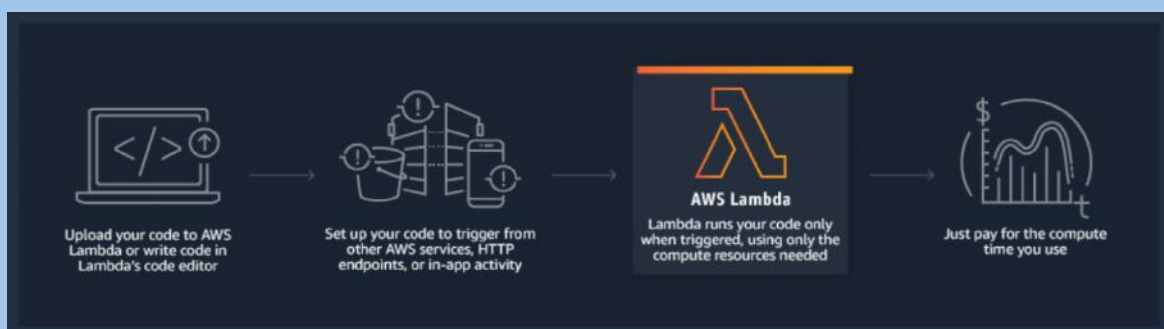 </>
$
t
Upload your code to AWS
Lambda or write code in
Lambda's code editor
Set up your code to trigger from
other AWS services, HTTP
endpoints, or in-app activity
AWS Lambda
Lambda runs your code only
when triggered, using only the
compute resources needed
Just pay for the compute
time you use